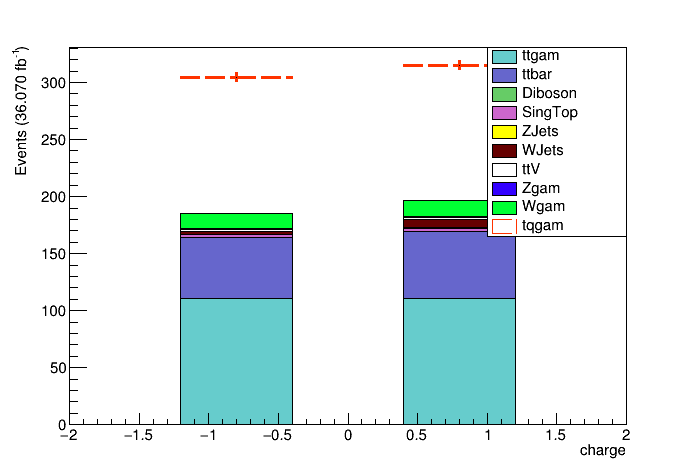 Events (36.070 fb⁻¹)
300
250
200
150
100
50
0
ttgam
ttbar
Diboson
SingTop
ZJets
WJets
ttV
Zgam
Wgam
tqgam
−2 −1.5 −1 −0.5 0 0.5 1 1.5 2
charge